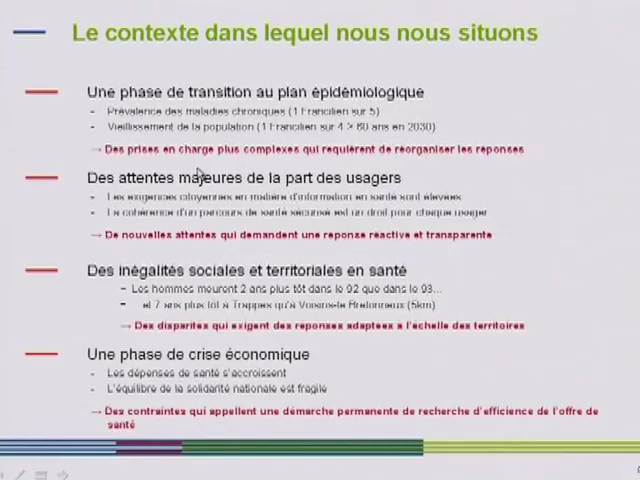 Le contexte dans lequel nous nous situons
Une phase de transition au plan épidémiologique
- Prévalence des maladies chroniques (1 Francilien sur 5)
- Vieillissement de la population (1 Francilien sur 4 > 60 ans en 2030)
→ Des prises en charge plus complexes qui requièrent de réorganiser les réponses
Des attentes majeures de la part des usagers
- Les exigences citoyennes en matière d'information en santé sont élevées
- La cohérence d'un parcours de santé sécurisé est un droit pour chaque usager
→ De nouvelles attentes qui demandent une réponse réactive et transparente
Des inégalités sociales et territoriales en santé
– Les hommes meurent 2 ans plus tôt dans le 92 que dans le 93...
– et 7 ans plus tôt à Trappes qu'à Voisins-le Bretonneux (5km)
→ Des disparités qui exigent des réponses adaptées à l'échelle des territoires
Une phase de crise économique
- Les dépenses de santé s'accroissent
- L'équilibre de la solidarité nationale est fragile
→ Des contraintes qui appellent une démarche permanente de recherche d'efficience de l'offre de
santé